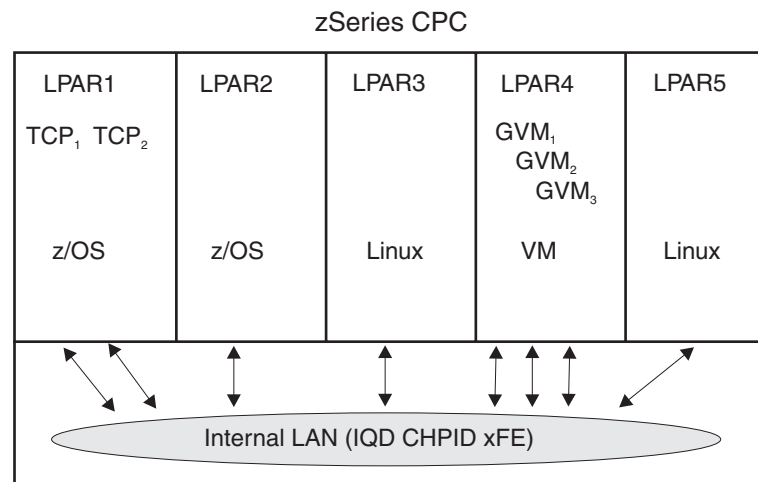 zSeries CPC
LPAR1 LPAR2 LPAR3 LPAR4 LPAR5
TCP₁ TCP₂ GVM₁
GVM₂
GVM₃
z/OS z/OS Linux VM Linux
Internal LAN (IQD CHPID xFE)